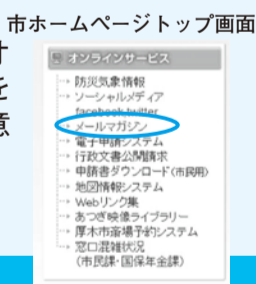 市ホームページトップ画面
オンラインサービス
防災気象情報
ソーシャルメディア
facebook,twitter
メールマガジン
電子申請システム
行政文書公開請求
申請書ダウンロード(市民用)
地図情報システム
Webリンク集
あつぎ映像ライブラリー
厚木市斎場予約システム
窓口混雑状況
(市民課・国保年金課)
を
意